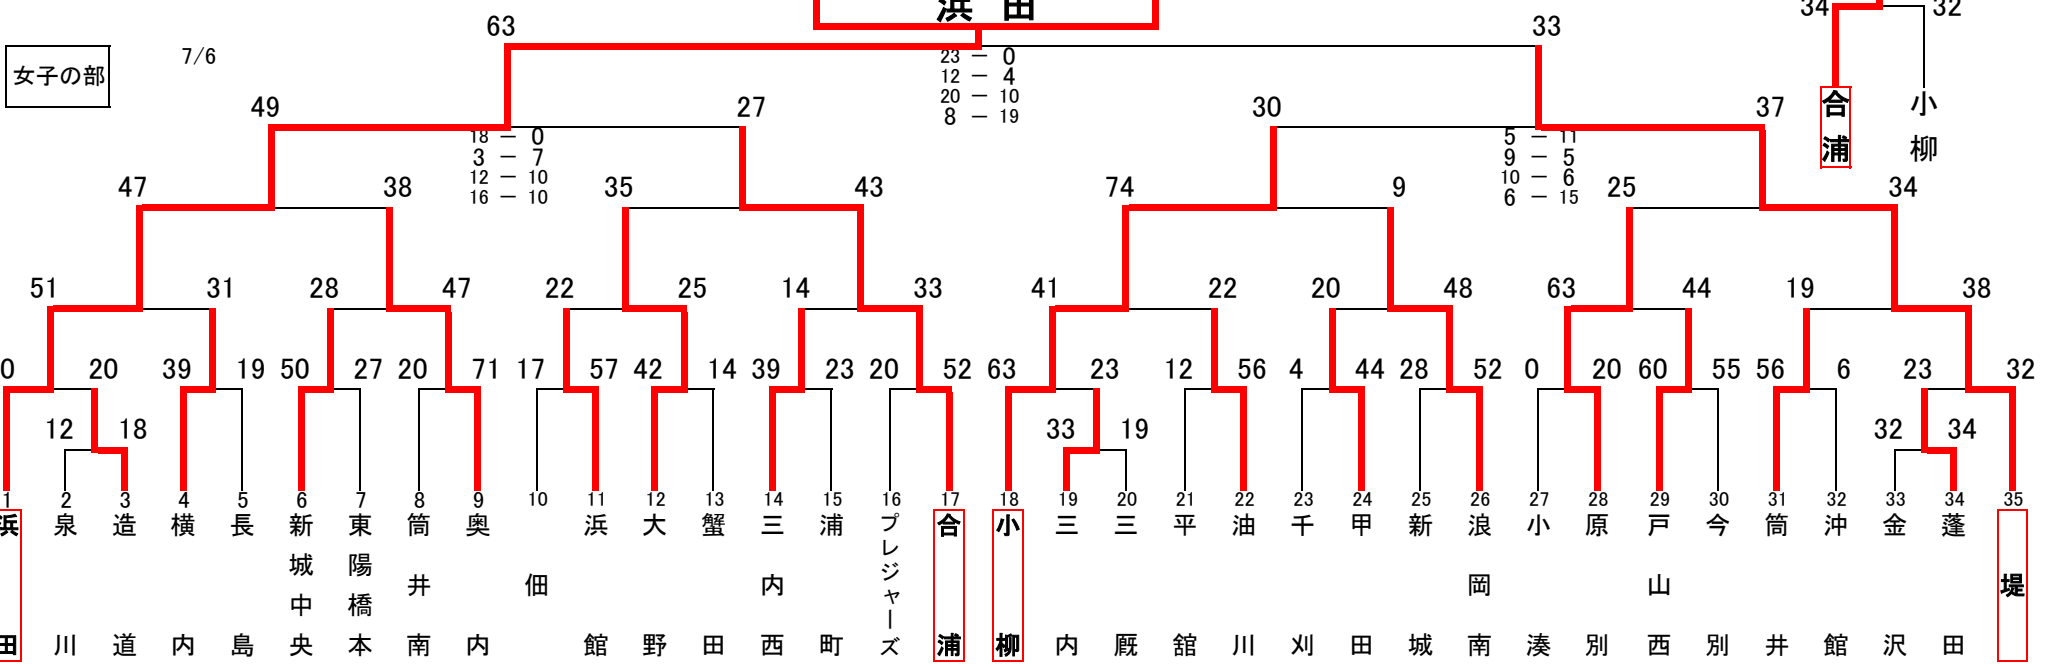 浜 田
34 32
63 33
女子の部 7/6
23 － 0
12 － 4
20 － 10
8 － 19
49 27 30 37
合浦 小柳
18 － 0
3 － 7
12 － 10
16 － 10
5 － 11
9 － 5
10 － 6
6 － 15
47 38 35 43 74 9 25 34
51 31 28 47 22 25 14 33 41 22 20 48 63 44 19 38
0 20 39 19 50 27 20 71 17 57 42 14 39 23 20 52 63 23 12 56 4 44 28 52 0 20 60 55 56 6 23 32
12 18 33 19 32 34
1 浜田
2 泉川
3 造道
4 横内
5 長島
6 新城中央
7 東陽橋本
8 筒井南
9 奥内
10 佃
11 浜館
12 大野
13 蟹田
14 三内西
15 浦町
16 プレジャーズ
17 合浦
18 小柳
19 三内
20 三厩
21 平舘
22 油川
23 千刈
24 甲田
25 新城
26 浪岡南
27 小湊
28 原別
29 戸山西
30 今別
31 筒井
32 沖館
33 金沢
34 蓬田
35 堤